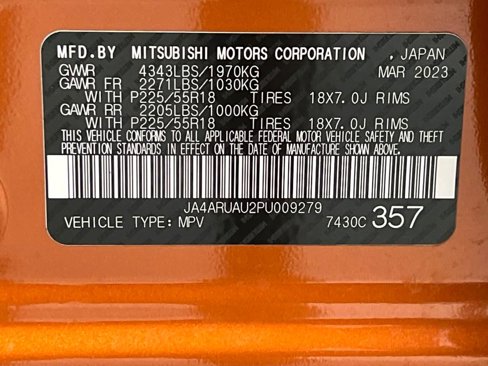 MFD.BY MITSUBISHI MOTORS CORPORATION , JAPAN
GVWR 4343LBS/1970KG MAR 2023
GAWR FR 2271LBS/1030KG
WITH P225/55R18 TIRES 18X7.0J RIMS
GAWR RR 2205LBS/1000KG
WITH P225/55R18 TIRES 18X7.0J RIMS
THIS VEHICLE CONFORMS TO ALL APPLICABLE FEDERAL MOTOR VEHICLE SAFETY AND THEFT
PREVENTION STANDARDS IN EFFECT ON THE DATE OF MANUFACTURE SHOWN ABOVE.
JA4ARUAU2PU009279
VEHICLE TYPE: MPV 7430C 357